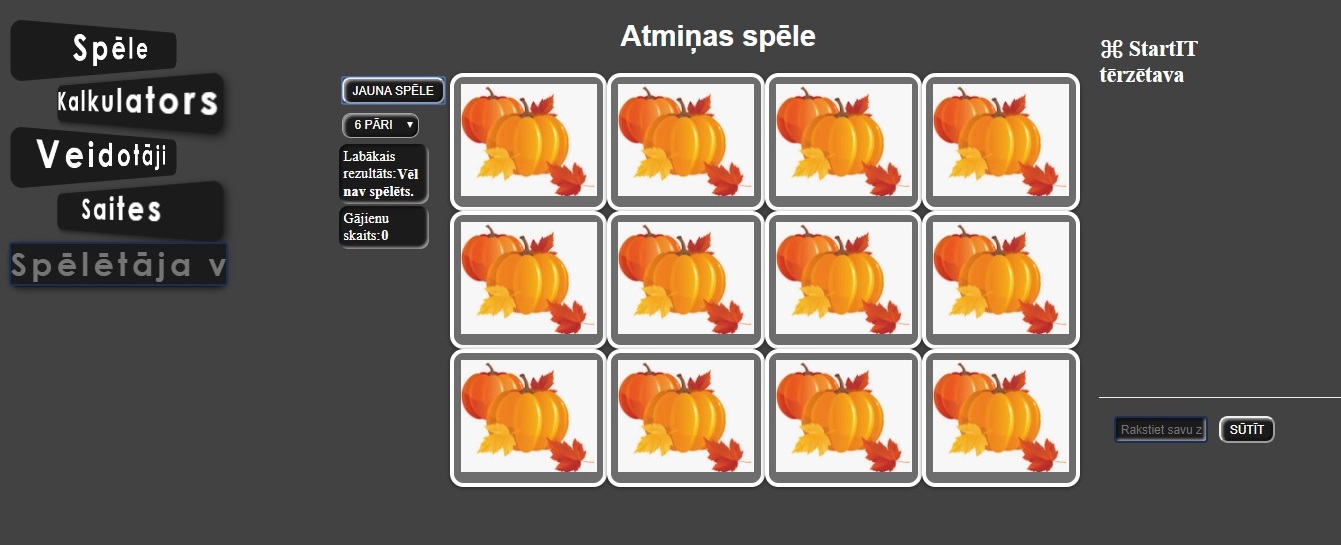 Spēle
Kalkulators
Veidotāji
Saites
Spēlētāja v
Atmiņas spēle
JAUNA SPĒLE
6 PĀRI
Labākais
rezultāts:Vēl
nav spēlēts.
Gājienu
skaits:0
⌘ StartIT
tērzētava
Rakstiet savu z
SŪTĪT